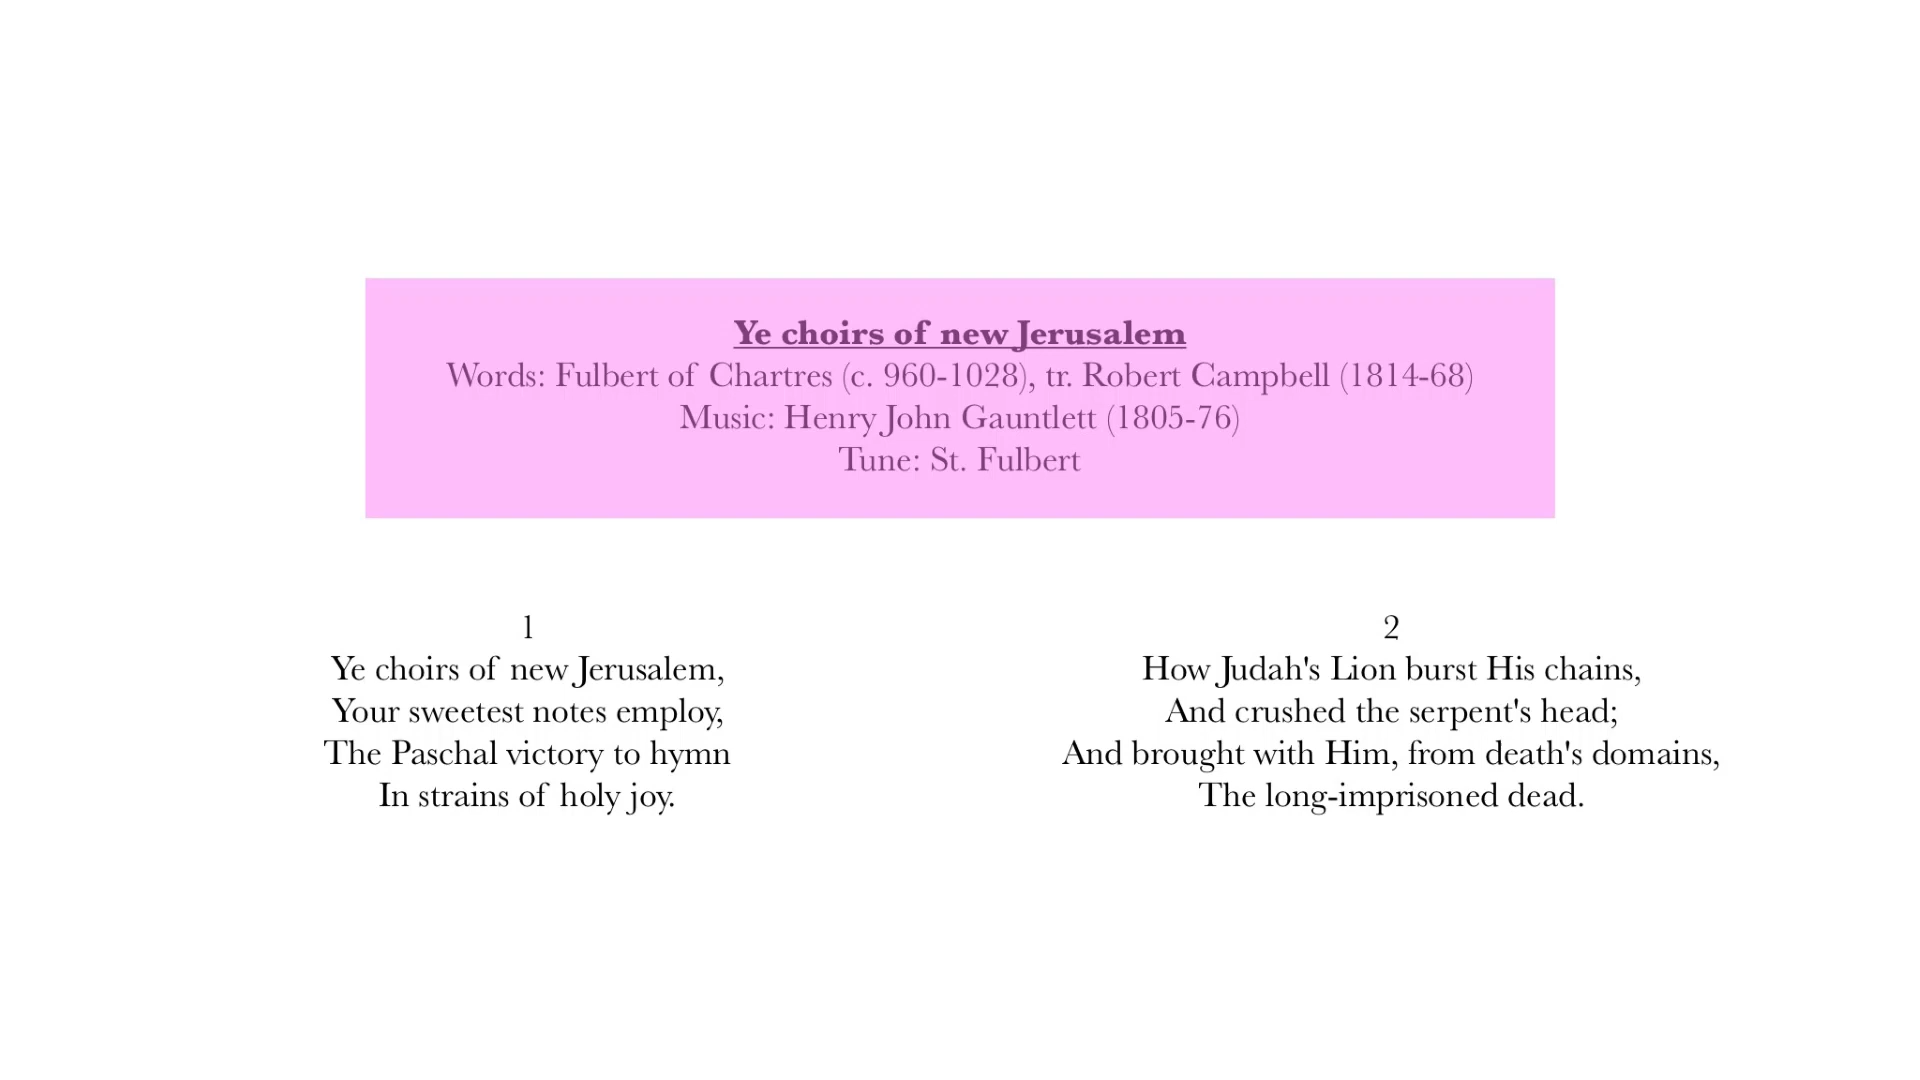 Ye choirs of new Jerusalem
Words: Fulbert of Chartres (c. 960-1028), tr. Robert Campbell (1814-68)
Music: Henry John Gauntlett (1805-76)
Tune: St. Fulbert
1
Ye choirs of new Jerusalem,
Your sweetest notes employ,
The Paschal victory to hymn
In strains of holy joy.
2
How Judah's Lion burst His chains,
And crushed the serpent's head;
And brought with Him, from death's domains,
The long-imprisoned dead.